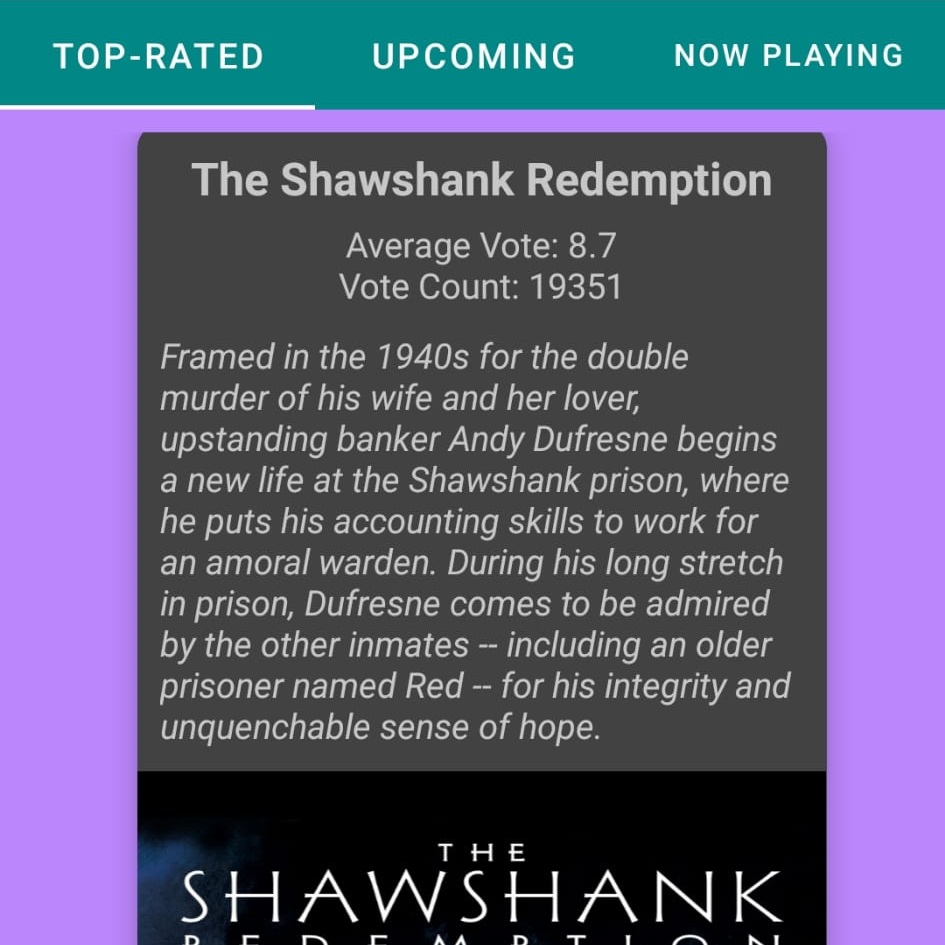 TOP-RATED UPCOMING NOW PLAYING
The Shawshank Redemption
Average Vote: 8.7
Vote Count: 19351
Framed in the 1940s for the double
murder of his wife and her lover,
upstanding banker Andy Dufresne begins
a new life at the Shawshank prison, where
he puts his accounting skills to work for
an amoral warden. During his long stretch
in prison, Dufresne comes to be admired
by the other inmates -- including an older
prisoner named Red -- for his integrity and
unquenchable sense of hope.
THE
SHAWSHANK
REDEMPTION